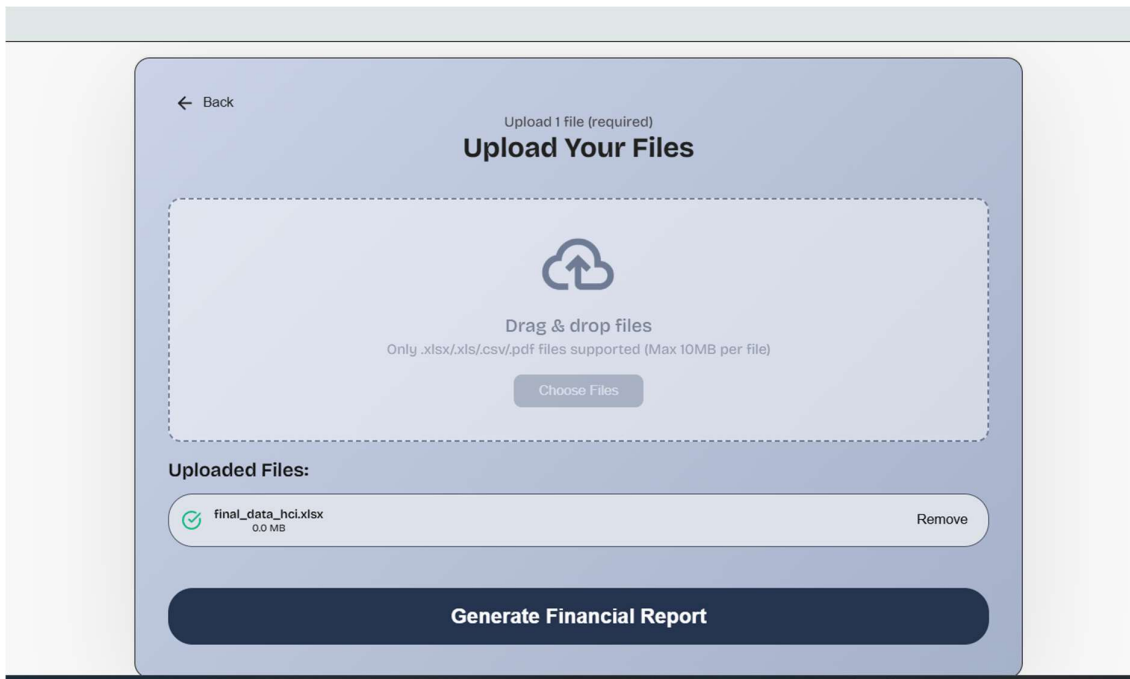 Back
Upload 1 file (required)
Upload Your Files
Drag & drop files
Only .xlsx/.xls/.csv/.pdf files supported (Max 10MB per file)
Choose Files
Uploaded Files:
final_data_hci.xlsx
0.0 MB
Remove
Generate Financial Report